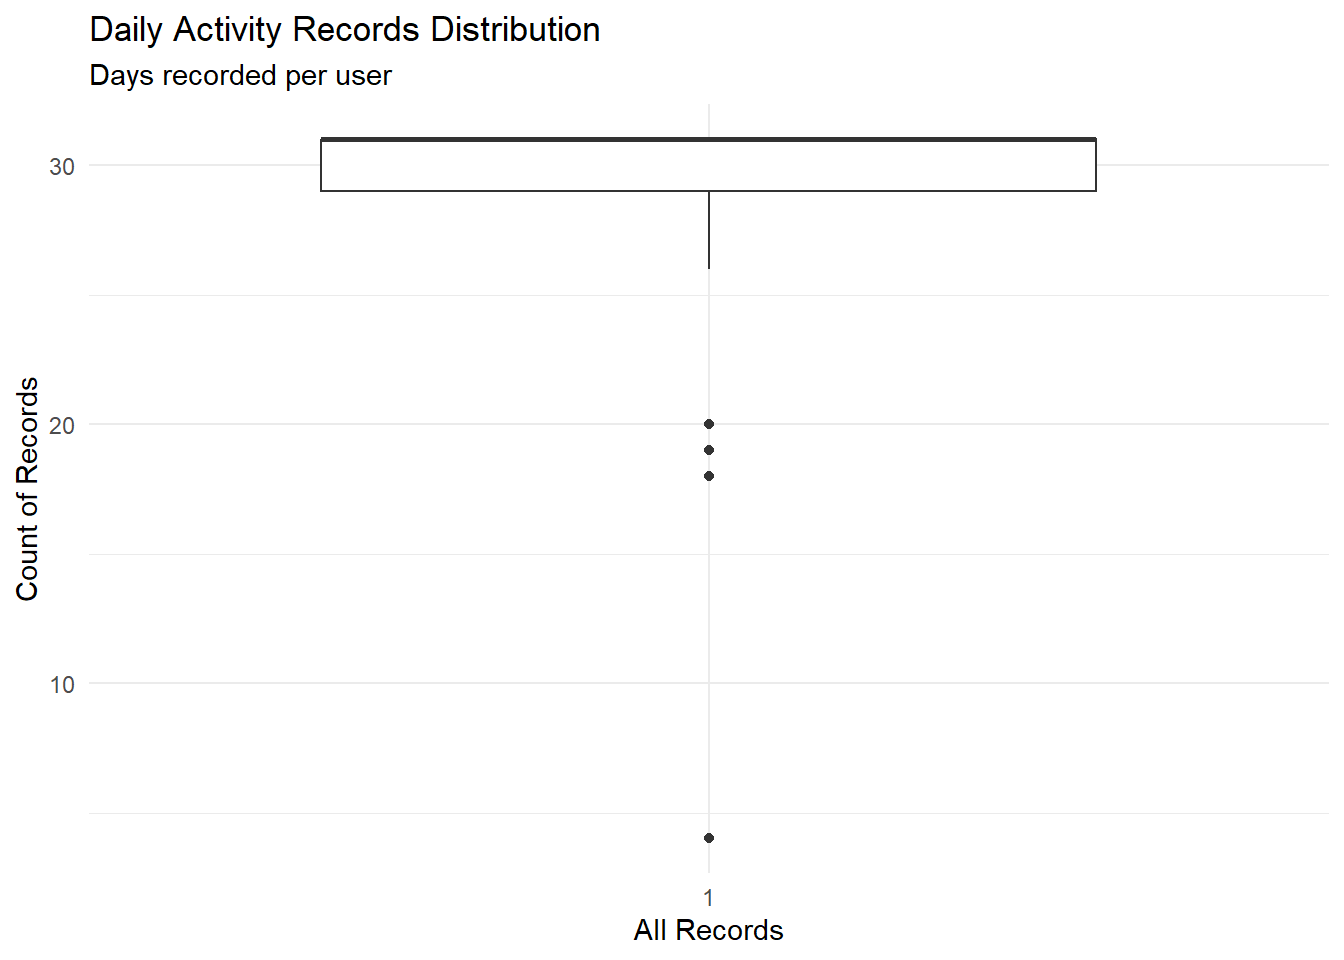 Daily Activity Records Distribution
Days recorded per user
30
20
10
Count of Records
1
All Records